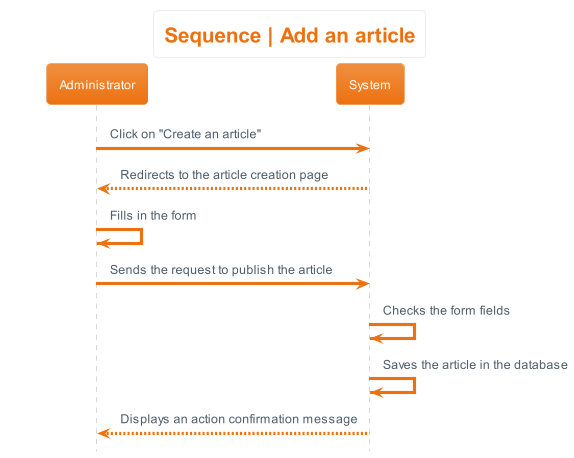 Sequence | Add an article
Administrator
System
Click on "Create an article"
Redirects to the article creation page
Fills in the form
Sends the request to publish the article
Checks the form fields
Saves the article in the database
Displays an action confirmation message